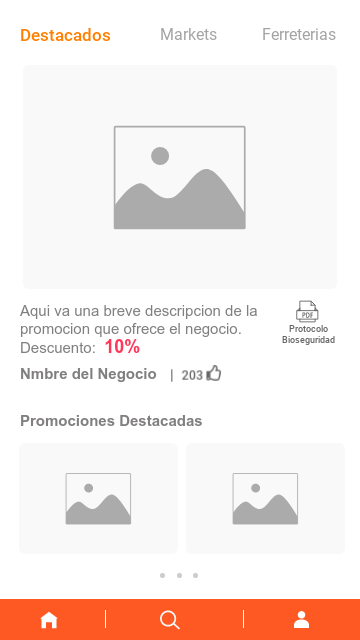 Destacados Markets Ferreterias
Aqui va una breve descripcion de la
promocion que ofrece el negocio.
Descuento: 10%
PDF
Protocolo
Bioseguridad
Nmbre del Negocio | 203
Promociones Destacadas